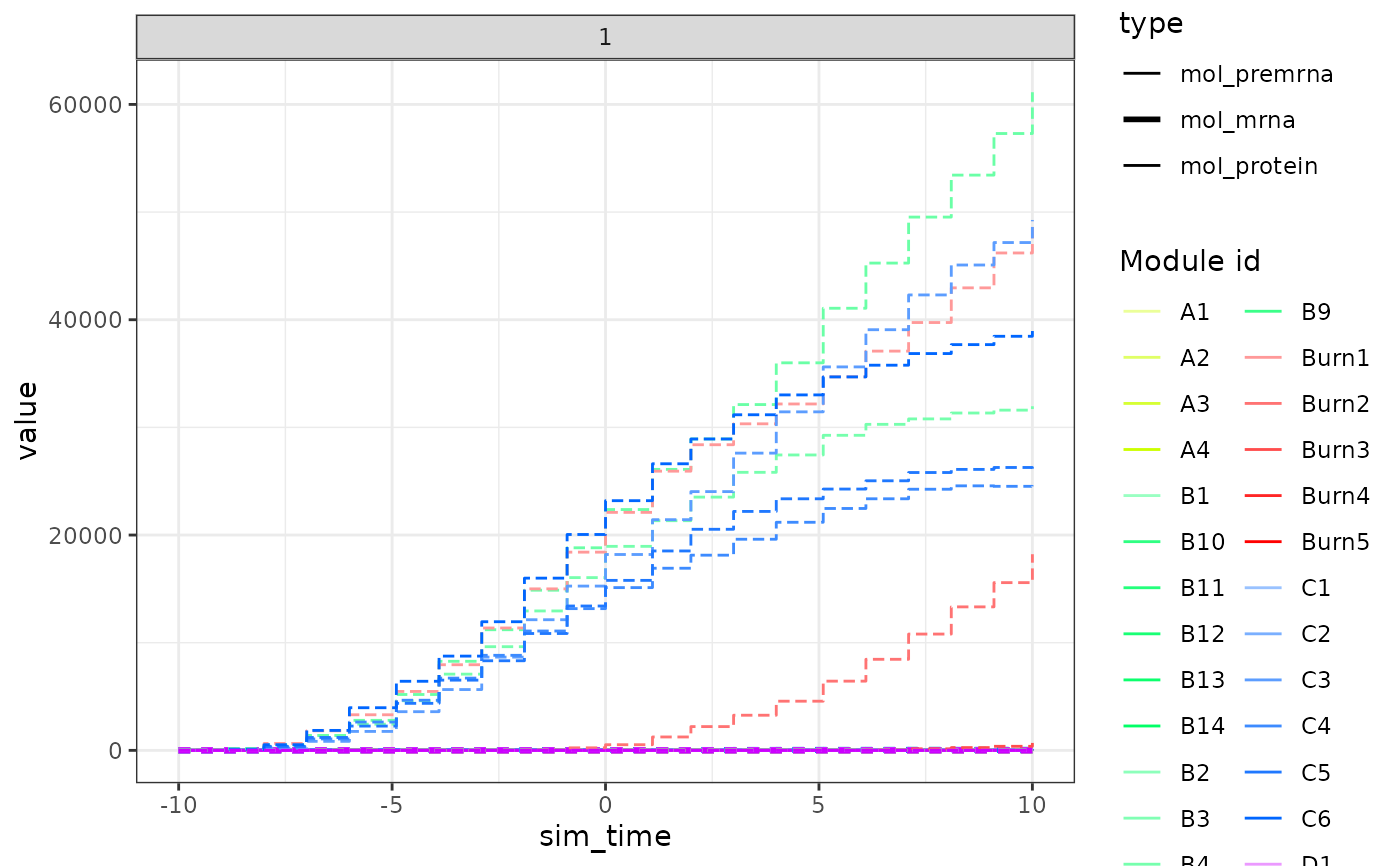 1
60000
40000
20000
0
value
-10 -5 0 5 10
sim_time
type
mol_premrna
mol_mrna
mol_protein
Module id
A1 B9
A2 Burn1
A3 Burn2
A4 Burn3
B1 Burn4
B10 Burn5
B11 C1
B12 C2
B13 C3
B14 C4
B2 C5
B3 C6
B4 D1